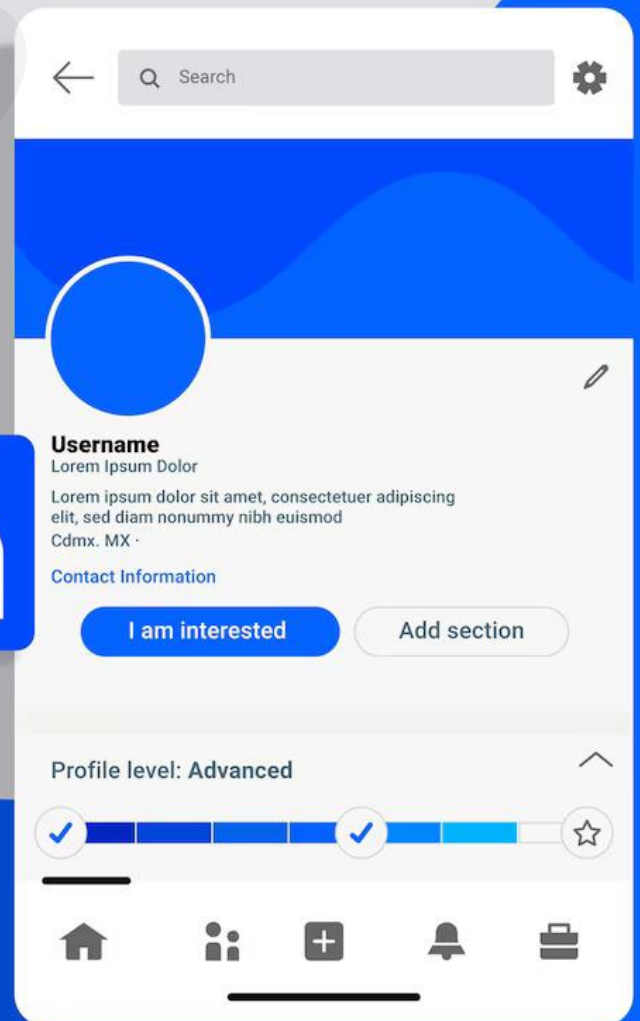 Search
Username
Lorem Ipsum Dolor
Lorem ipsum dolor sit amet, consectetuer adipiscing
elit, sed diam nonummy nibh euismod
Cdmx. MX ·
Contact Information
I am interested
Add section
Profile level: Advanced